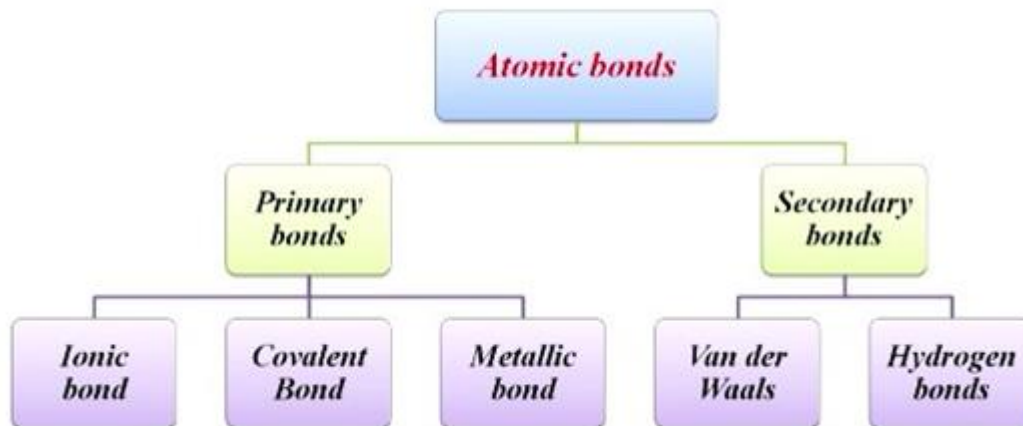 Atomic bonds
Primary
bonds
Secondary
bonds
Ionic
bond
Covalent
Bond
Metallic
bond
Van der
Waals
Hydrogen
bonds